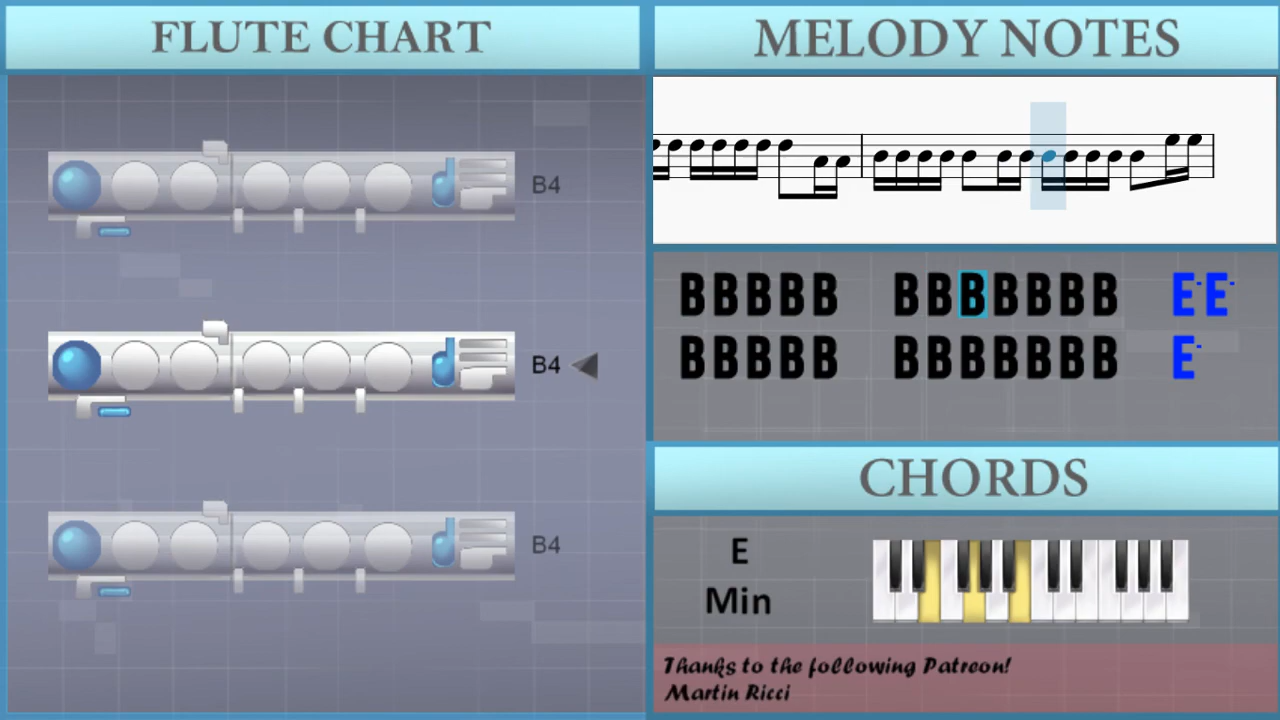 FLUTE CHART
B4
B4
B4
MELODY NOTES
BBBBB BBBBBBB E·E·
BBBBB BBBBBBB E·
CHORDS
E
Min
Thanks to the following Patreon!
Martin Ricci